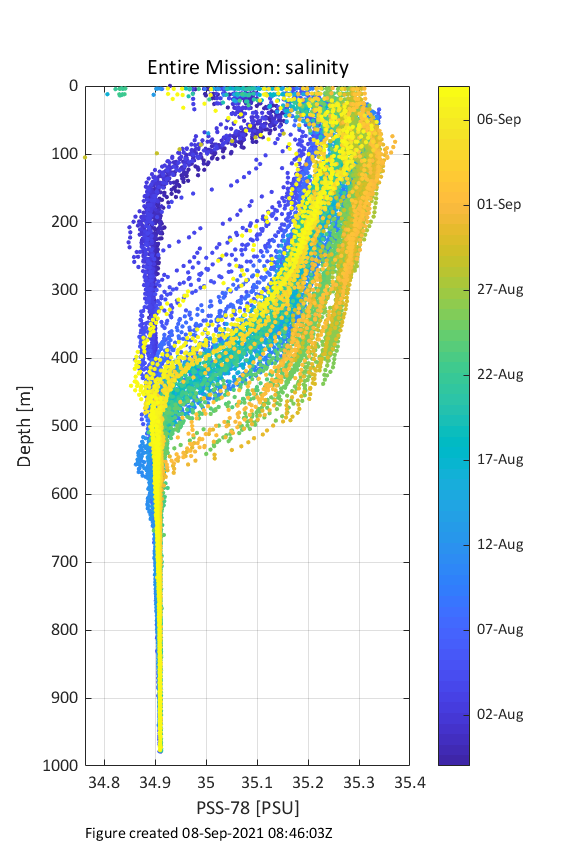 Entire Mission: salinity
0
100
200
300
400
500
600
700
800
900
1000
Depth [m]
34.8 34.9 35 35.1 35.2 35.3 35.4
PSS-78 [PSU]
06-Sep
01-Sep
27-Aug
22-Aug
17-Aug
12-Aug
07-Aug
02-Aug
Figure created 08-Sep-2021 08:46:03Z